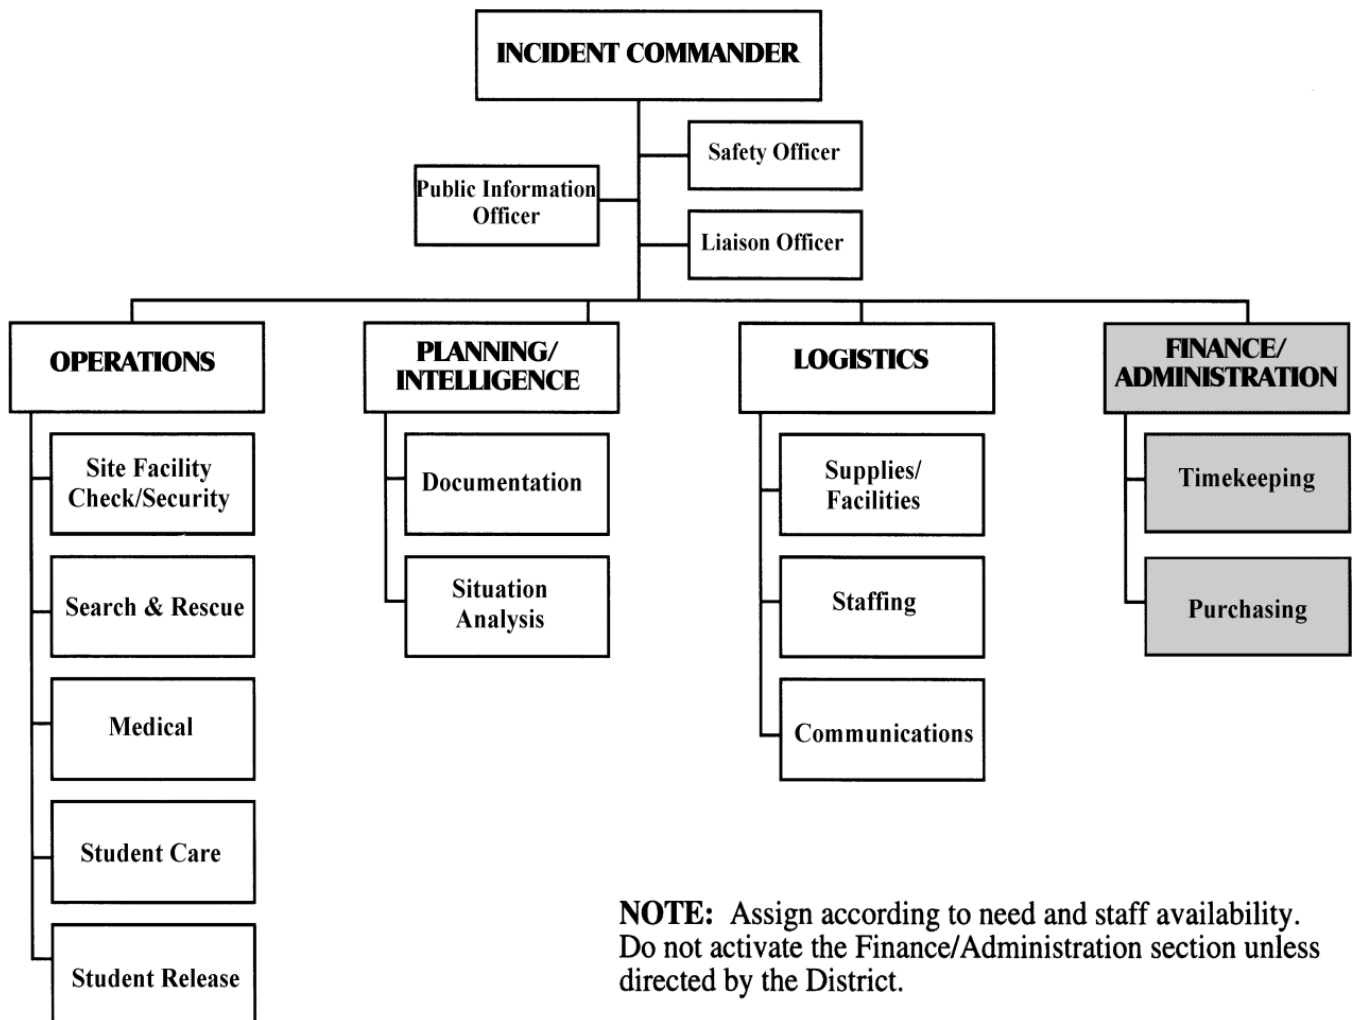 INCIDENT COMMANDER
Safety Officer
Public Information
Officer
Liaison Officer
OPERATIONS
PLANNING/
INTELLIGENCE
LOGISTICS
FINANCE/
ADMINISTRATION
Site Facility
Check/Security
Search & Rescue
Medical
Student Care
Student Release
Documentation
Situation
Analysis
Supplies/
Facilities
Staffing
Communications
Timekeeping
Purchasing
NOTE: Assign according to need and staff availability.
Do not activate the Finance/Administration section unless
directed by the District.